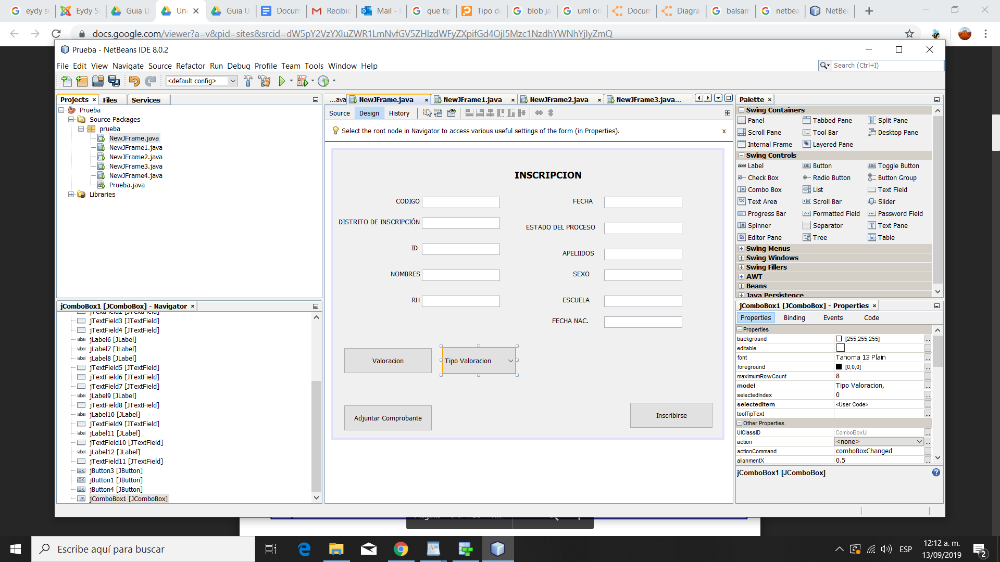 eydy su
Eydy S
Guia U
Uni
Guia U
Docum
Recibi
Mail -
que tip
Tipo de
blob ja
uml on
Docum
Diagra
balsam
netbea
NetBea
docs.google.com/viewer?a=v&pid=sites&srcid=dW5pY2VzYXIuZWR1LmNvfGV5ZHlzdWFyZXpifGd4OjI5Mzc1NzdhYWNhYjIyZmQ
Prueba - NetBeans IDE 8.0.2
File Edit View Navigate Source Refactor Run Debug Profile Team Tools Window Help
Search (Ctrl+I)
<default config>
Projects Files Services
Prueba
Source Packages
prueba
NewJFrame.java
NewJFrame1.java
NewJFrame2.java
NewJFrame3.java
NewJFrame4.java
Prueba.java
Libraries
jComboBox1 [JComboBox] - Navigator
jTextField2 [JTextField]
jTextField3 [JTextField]
jTextField4 [JTextField]
jLabel6 [JLabel]
jLabel7 [JLabel]
jLabel8 [JLabel]
jTextField5 [JTextField]
jTextField6 [JTextField]
jTextField7 [JTextField]
jLabel9 [JLabel]
jTextField8 [JTextField]
jLabel10 [JLabel]
jTextField9 [JTextField]
jLabel11 [JLabel]
jTextField10 [JTextField]
jLabel12 [JLabel]
jTextField11 [JTextField]
jButton3 [JButton]
jButton1 [JButton]
jButton4 [JButton]
jComboBox1 [JComboBox]
...ava NewJFrame.java NewJFrame1.java NewJFrame2.java NewJFrame3.java...
Source Design History
Select the root node in Navigator to access various useful settings of the form (in Properties). x
INSCRIPCION
CODIGO FECHA
DISTRITO DE INSCRIPCIÓN ESTADO DEL PROCESO
ID APELIIDOS
NOMBRES SEXO
RH ESCUELA
FECHA NAC.
Valoracion Tipo Valoracion
Adjuntar Comprobante Inscribirse
Palette
Swing Containers
Panel Tabbed Pane Split Pane
Scroll Pane Tool Bar Desktop Pane
Internal Frame Layered Pane
Swing Controls
Label Button Toggle Button
Check Box Radio Button Button Group
Combo Box List Text Field
Text Area Scroll Bar Slider
Progress Bar Formatted Field Password Field
Spinner Separator Text Pane
Editor Pane Tree Table
Swing Menus
Swing Windows
Swing Fillers
AWT
Beans
Java Persistence
jComboBox1 [JComboBox] - Properties
Properties Binding Events Code
Properties
background [255,255,255]
editable
font Tahoma 13 Plain
foreground [0,0,0]
maximumRowCount 8
model Tipo Valoracion,
selectedIndex 0
selectedItem <User Code>
toolTipText
Other Properties
UIClassID ComboBoxUI
action <none>
actionCommand comboBoxChanged
alignmentX 0.5
jComboBox1 [JComboBox]
Escribe aquí para buscar
ESP
12:12 a. m.
13/09/2019
2